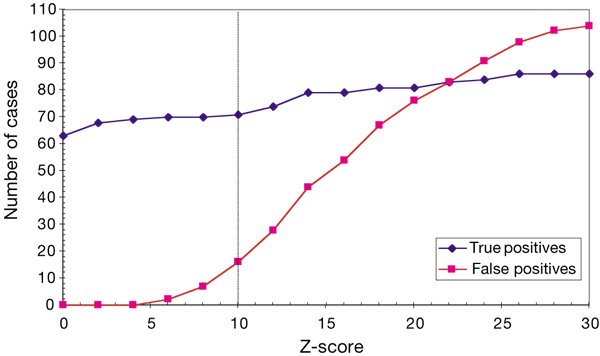 110
100
90
80
70
60
50
40
30
20
10
0
Number of cases
0 5 10 15 20 25 30
Z-score
True positives
False positives